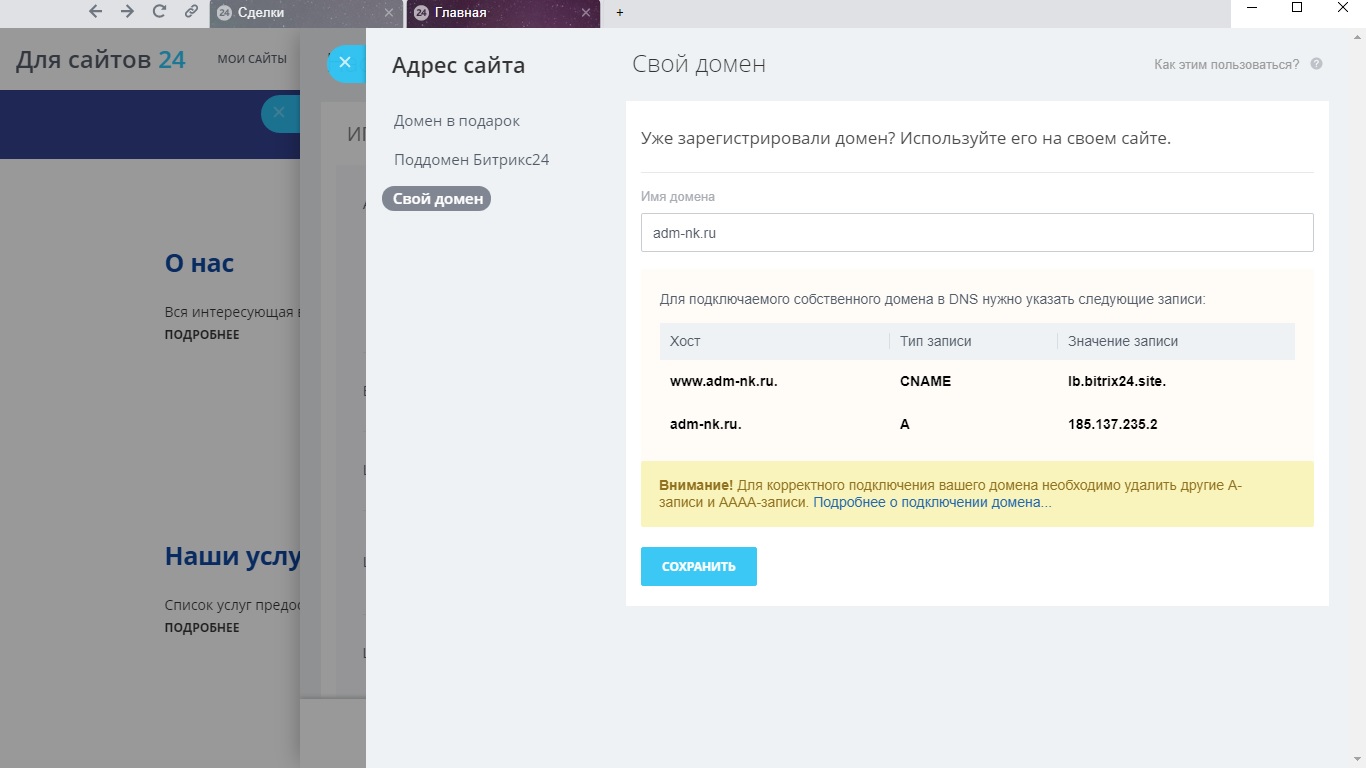 24 Сделки
24 Главная
Для сайтов 24
МОИ САЙТЫ
О нас
Вся интересующая
ПОДРОБНЕЕ
Наши услу
Список услуг
ПОДРОБНЕЕ
Адрес сайта
Домен в подарок
Поддомен Битрикс24
Свой домен
Свой домен
Как этим пользоваться? ?
Уже зарегистрировали домен? Используйте его на своем сайте.
Имя домена
adm-nk.ru
Для подключаемого собственного домена в DNS нужно указать следующие записи:
Хост Тип записи Значение записи
www.adm-nk.ru. CNAME lb.bitrix24.site.
adm-nk.ru. A 185.137.235.2
Внимание! Для корректного подключения вашего домена необходимо удалить другие А-
записи и АААА-записи. Подробнее о подключении домена...
СОХРАНИТЬ